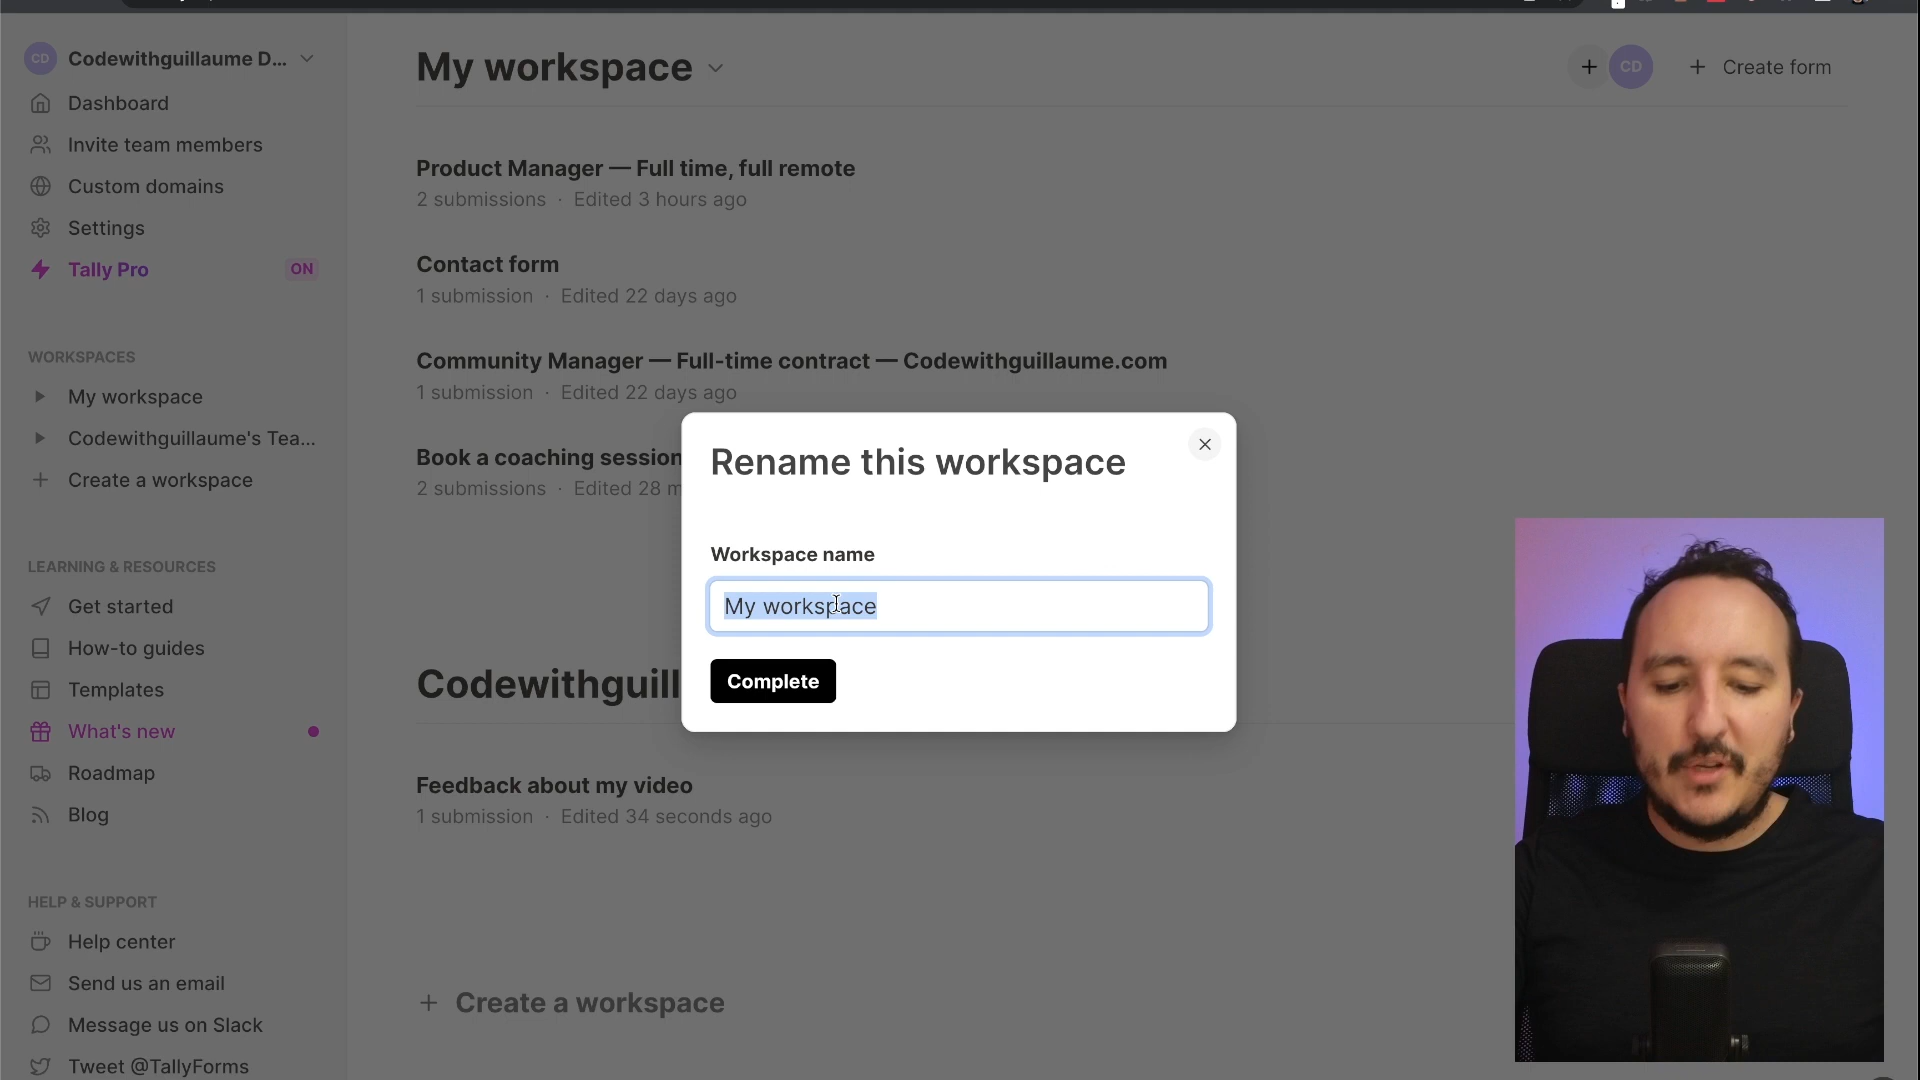 CD Codewithguillaume D...
Dashboard
Invite team members
Custom domains
Settings
Tally Pro ON
WORKSPACES
My workspace
Codewithguillaume's Tea...
Create a workspace
LEARNING & RESOURCES
Get started
How-to guides
Templates
What's new
Roadmap
Blog
HELP & SUPPORT
Help center
Send us an email
Message us on Slack
Tweet @TallyForms
My workspace
+ CD + Create form
Product Manager — Full time, full remote
2 submissions · Edited 3 hours ago
Contact form
1 submission · Edited 22 days ago
Community Manager — Full-time contract — Codewithguillaume.com
1 submission · Edited 22 days ago
Book a coaching session
2 submissions · Edited 28 m
Rename this workspace
Workspace name
My workspace
Complete
Codewithguill
Feedback about my video
1 submission · Edited 34 seconds ago
+ Create a workspace